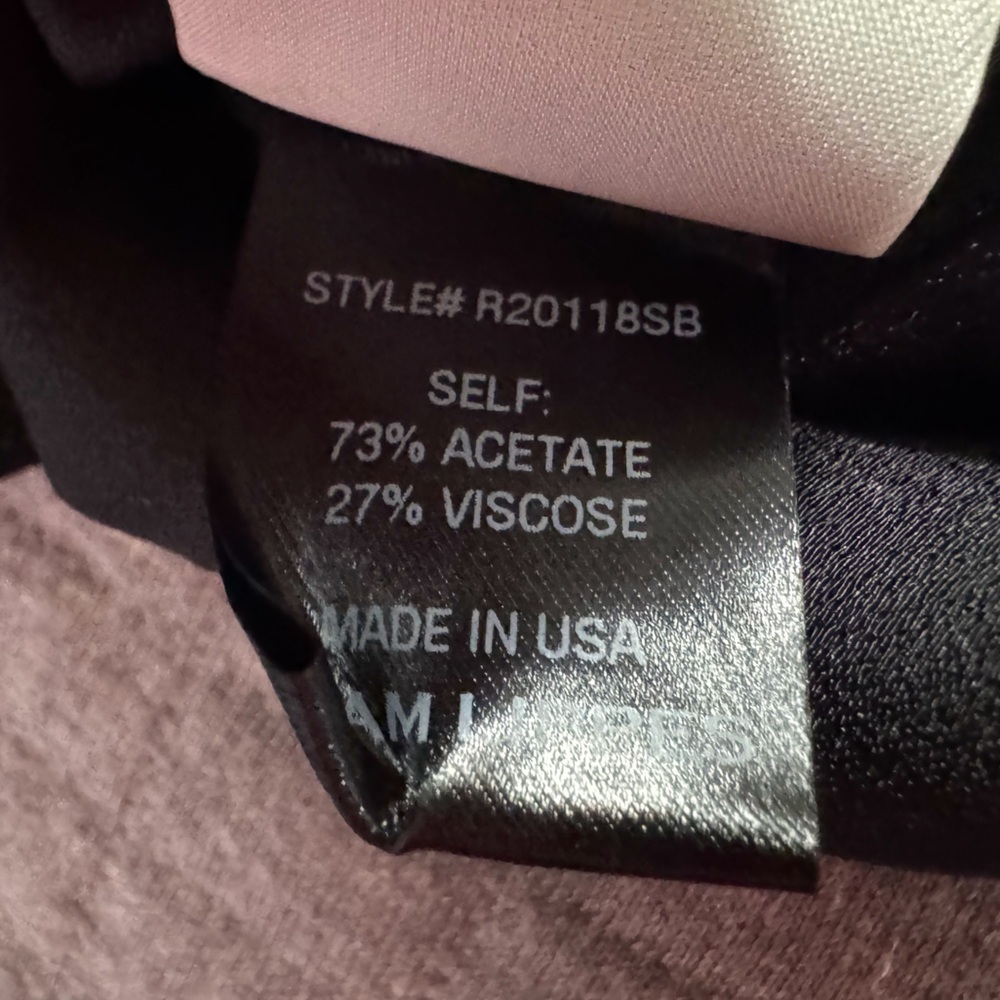 STYLE# R20118SB
SELF:
73% ACETATE
27% VISCOSE
MADE IN USA